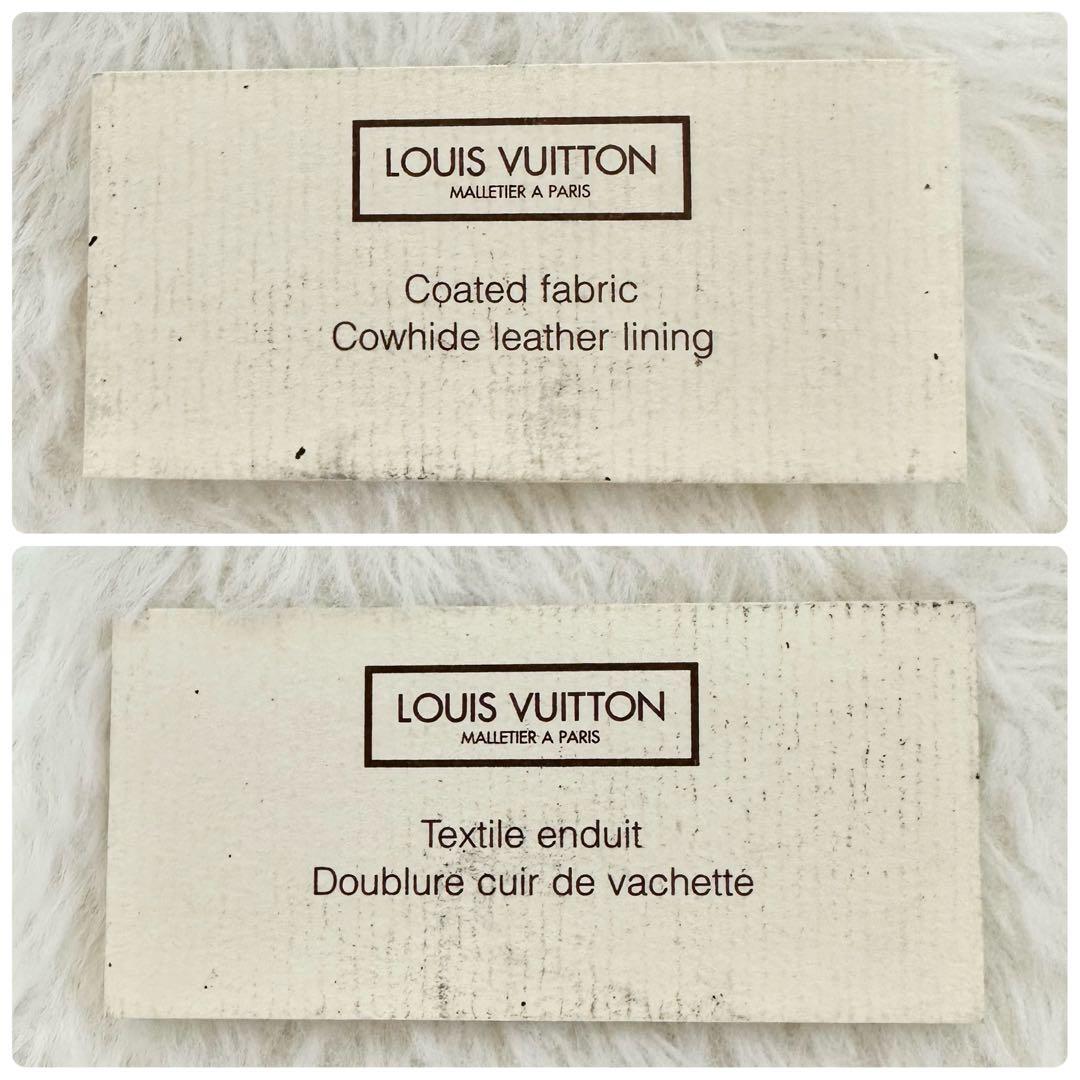 LOUIS VUITTON
MALLETIER A PARIS
Coated fabric
Cowhide leather lining
LOUIS VUITTON
MALLETIER A PARIS
Textile enduit
Doublure cuir de vachette